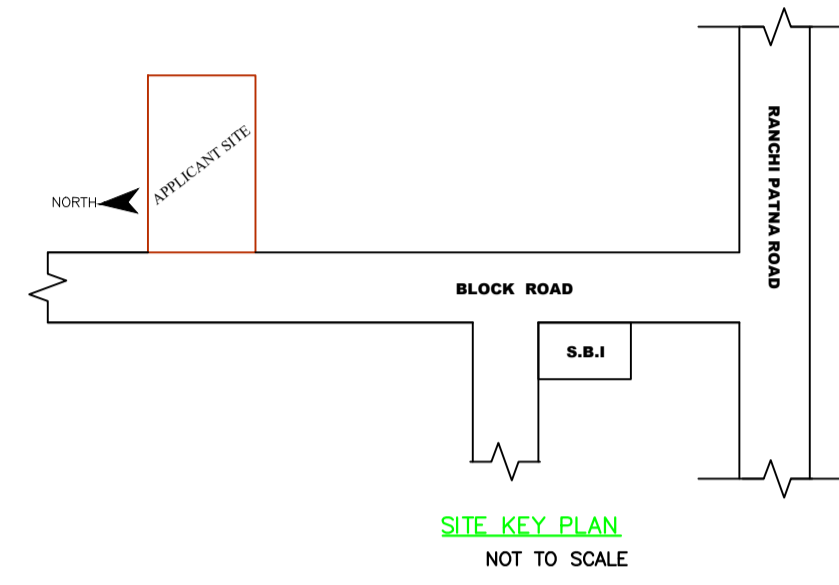 APPLICANT SITE
NORTH
RANCHI PATNA ROAD
BLOCK ROAD
S.B.I
SITE KEY PLAN
NOT TO SCALE